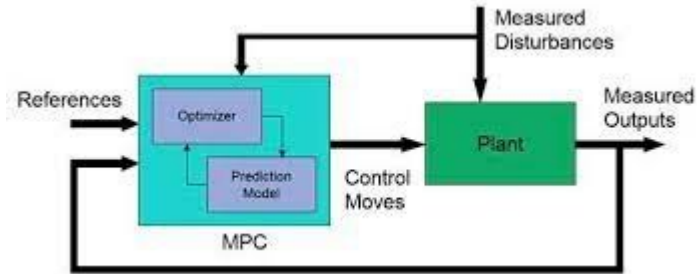 Measured
Disturbances
References
Optimizer
Prediction
Model
MPC
Control
Moves
Plant
Measured
Outputs